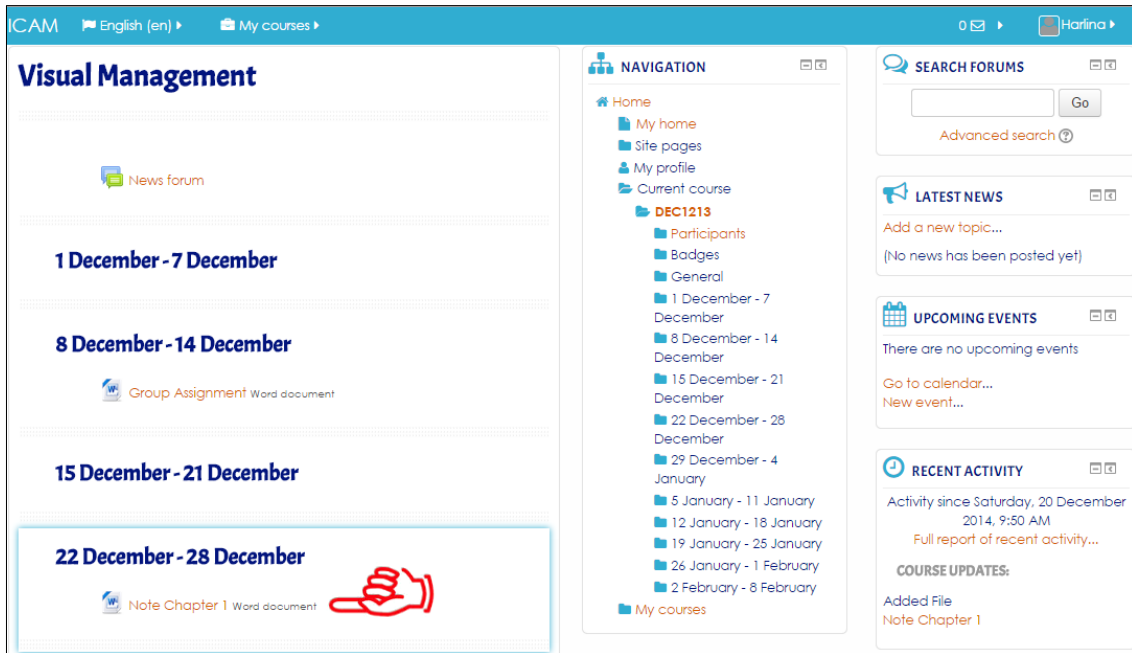 ICAM English (en) My courses 0 Harlina
Visual Management
News forum
1 December - 7 December
8 December - 14 December
Group Assignment Word document
15 December - 21 December
22 December - 28 December
Note Chapter 1 Word document
NAVIGATION
Home
My home
Site pages
My profile
Current course
DEC1213
Participants
Badges
General
1 December - 7
December
8 December - 14
December
15 December - 21
December
22 December - 28
December
29 December - 4
January
5 January - 11 January
12 January - 18 January
19 January - 25 January
26 January - 1 February
2 February - 8 February
My courses
SEARCH FORUMS
Go
Advanced search
LATEST NEWS
Add a new topic...
(No news has been posted yet)
UPCOMING EVENTS
There are no upcoming events
Go to calendar...
New event...
RECENT ACTIVITY
Activity since Saturday, 20 December
2014, 9:50 AM
Full report of recent activity...
COURSE UPDATES:
Added File
Note Chapter 1